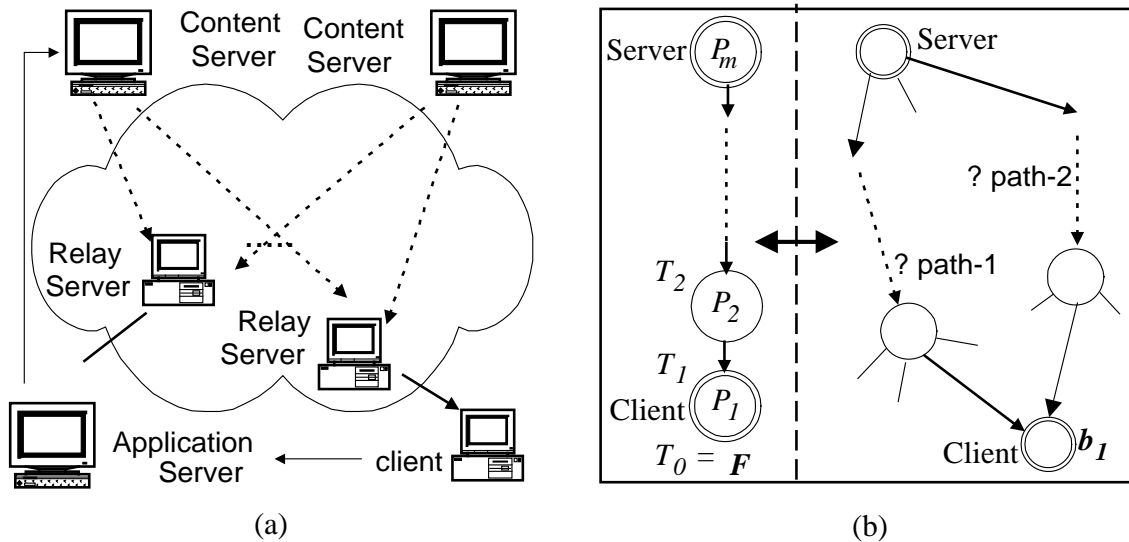 Content
Server
Content
Server
Relay
Server
Relay
Server
Application
Server
client
(a)
Server
P_m
T_2
P_2
T_1
Client
P_1
T_0 = F
Server
? path-2
? path-1
Client
b_1
(b)